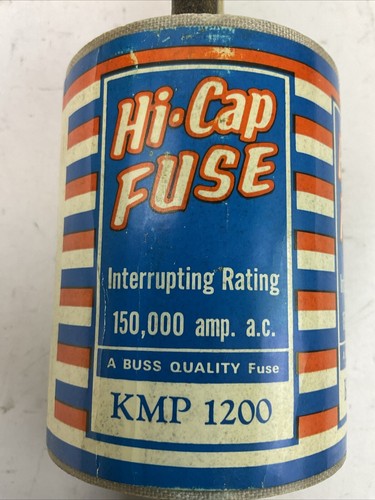 Hi·Cap
FUSE
Interrupting Rating
150,000 amp. a.c.
A BUSS QUALITY Fuse
KMP 1200